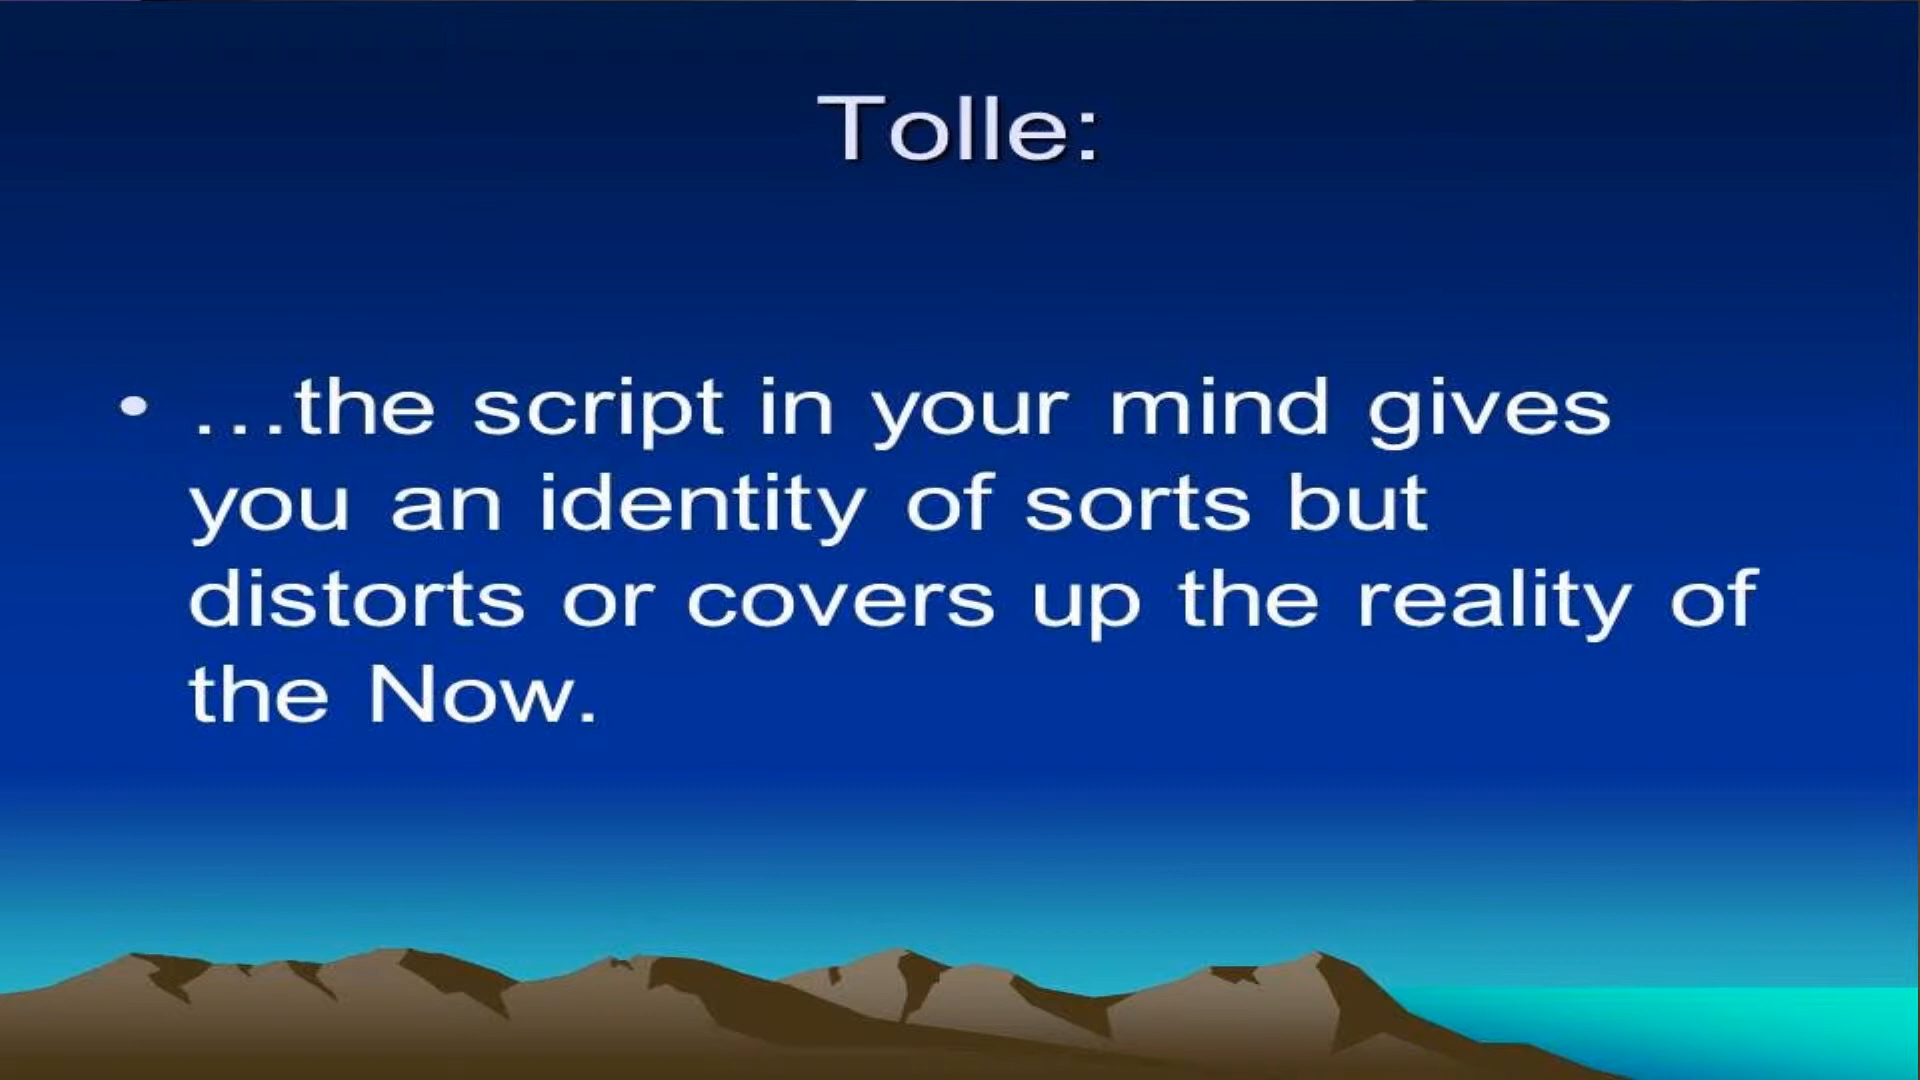 Tolle:
• …the script in your mind gives
you an identity of sorts but
distorts or covers up the reality of
the Now.